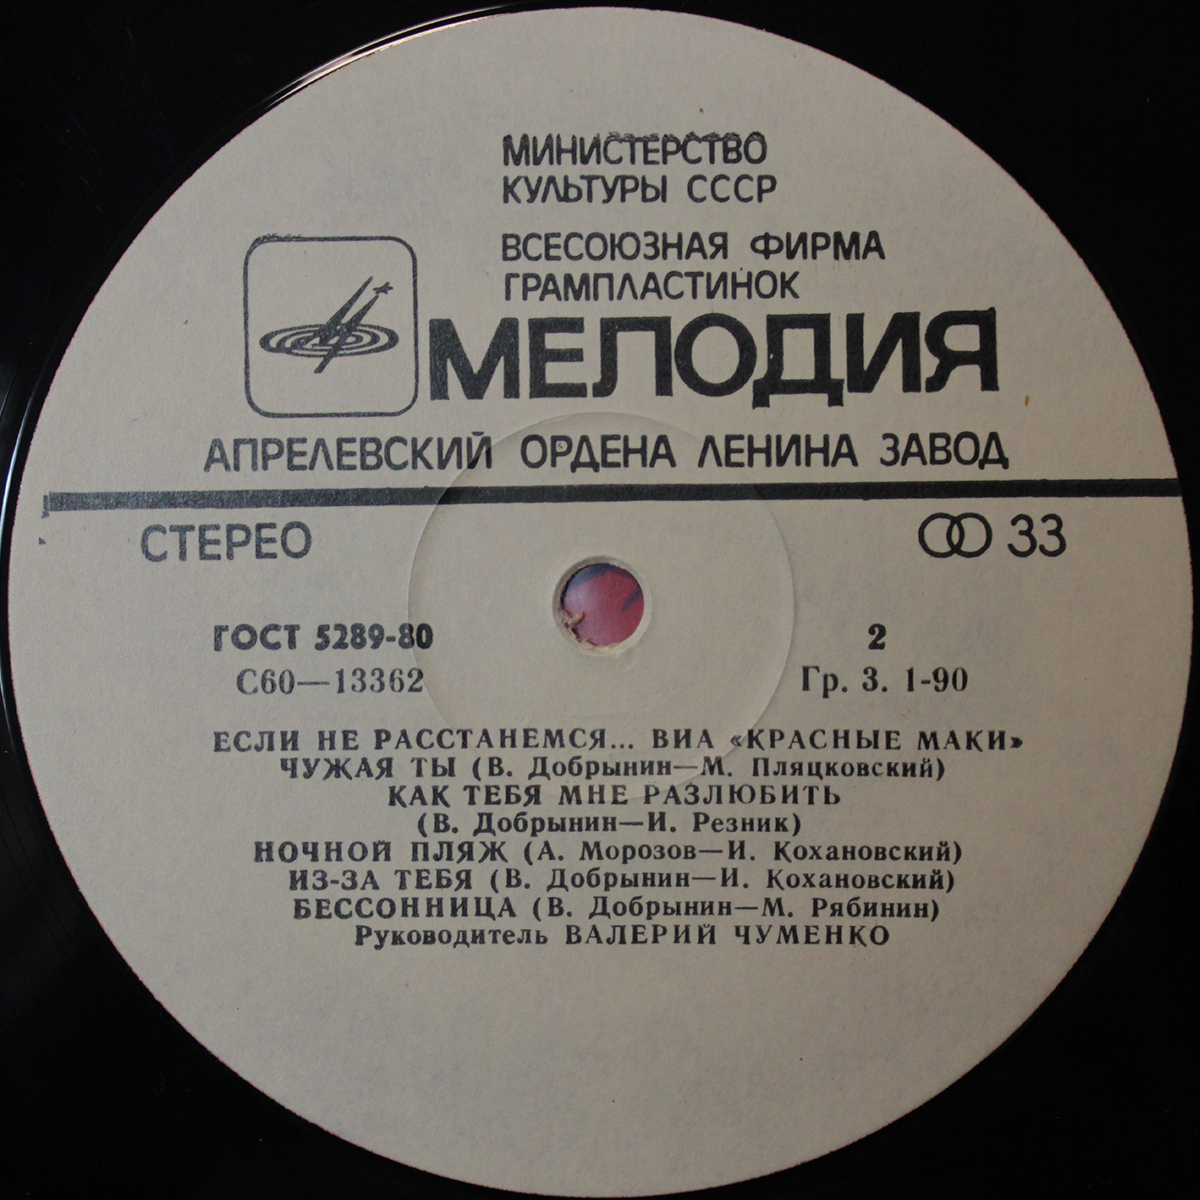 МИНИСТЕРСТВО
КУЛЬТУРЫ СССР
ВСЕСОЮЗНАЯ ФИРМА
ГРАМПЛАСТИНОК
МЕЛОДИЯ
АПРЕЛЕВСКИЙ ОРДЕНА ЛЕНИНА ЗАВОД
СТЕРЕО 33
ГОСТ 5289-80 2
С60—13362 Гр. 3. 1-90
ЕСЛИ НЕ РАССТАНЕМСЯ... ВИА «КРАСНЫЕ МАКИ»
ЧУЖАЯ ТЫ (В. Добрынин—М. Пляцковский)
КАК ТЕБЯ МНЕ РАЗЛЮБИТЬ
(В. Добрынин—И. Резник)
НОЧНОЙ ПЛЯЖ (А. Морозов—И. Кохановский)
ИЗ-ЗА ТЕБЯ (В. Добрынин—И. Кохановский)
БЕССОННИЦА (В. Добрынин—М. Рябинин)
Руководитель ВАЛЕРИЙ ЧУМЕНКО